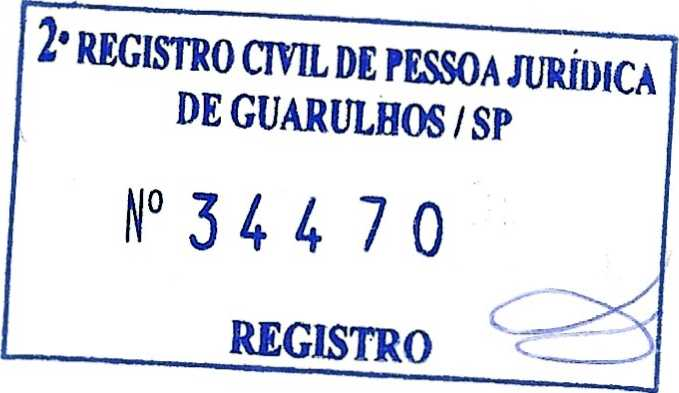 2º REGISTRO CIVIL DE PESSOA JURÍDICA
DE GUARULHOS / SP
Nº 34470
REGISTRO